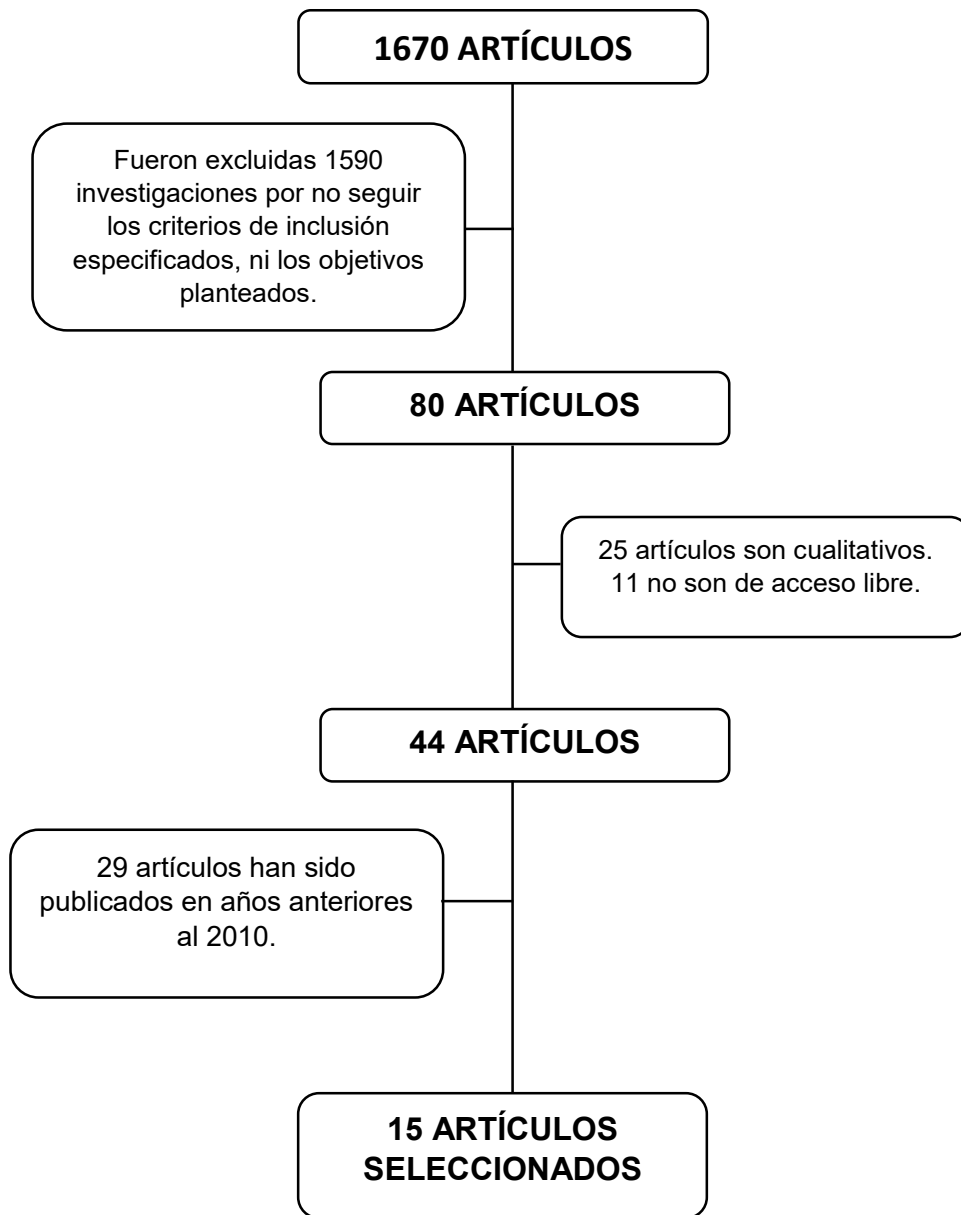 1670 ARTÍCULOS
Fueron excluidas 1590
investigaciones por no seguir
los criterios de inclusión
especificados, ni los objetivos
planteados.
80 ARTÍCULOS
25 artículos son cualitativos.
11 no son de acceso libre.
44 ARTÍCULOS
29 artículos han sido
publicados en años anteriores
al 2010.
15 ARTÍCULOS
SELECCIONADOS